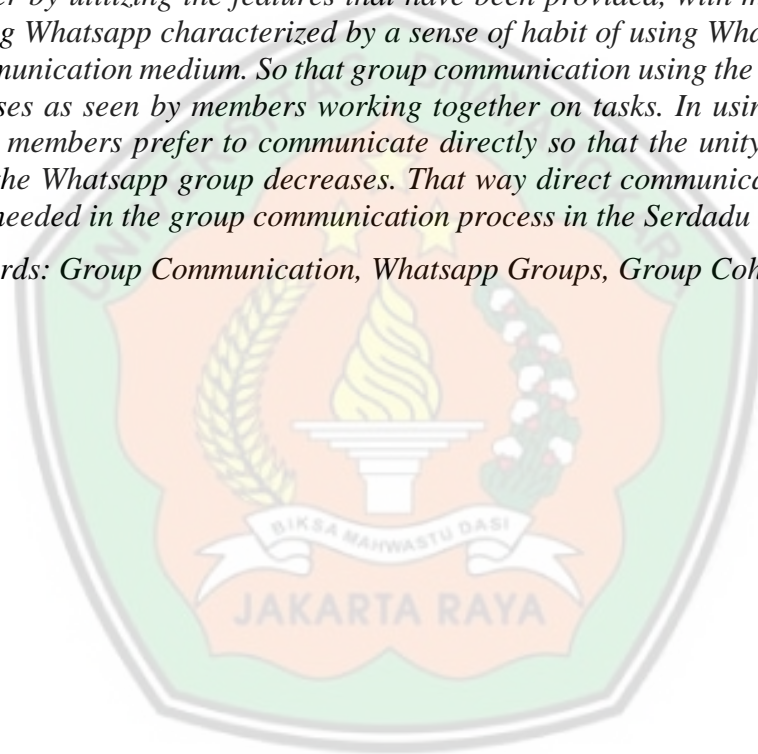 er by utilizing the features that have been provided, with m
g Whatsapp characterized by a sense of habit of using Wha
munication medium. So that group communication using the
ses as seen by members working together on tasks. In usin
members prefer to communicate directly so that the unity
the Whatsapp group decreases. That way direct communica
needed in the group communication process in the Serdadu
rds: Group Communication, Whatsapp Groups, Group Coh
UNIVERSITAS BHAYANGKARA
BIKSA MAHWASTU DASI
JAKARTA RAYA